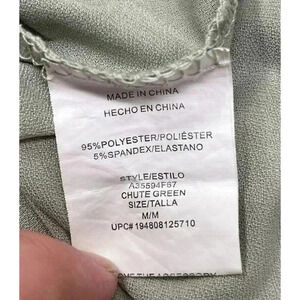 MADE IN CHINA
HECHO EN CHINA
95%POLYESTER/POLIÉSTER
5%SPANDEX/ELASTANO
STYLE/ESTILO
A35594F67
CHUTE GREEN
SIZE/TALLA
M/M
UPC# 194808125710
THE